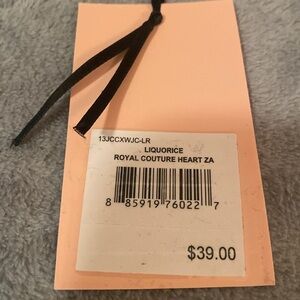 13JCCXWJC-LR
LIQUORICE
ROYAL COUTURE HEART ZA
8 85919 76022 7
$39.00